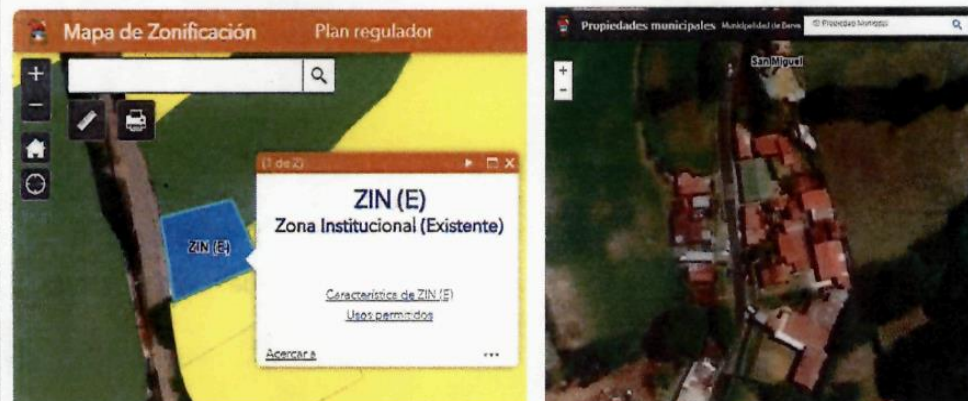 Mapa de Zonificación Plan regulador
(1 de 2)
ZIN (E)
Zona Institucional (Existente)
ZIN (E)
Característica de ZIN (E)
Usos permitidos
Acercar a
Propiedades municipales Municipalidad de
San Miguel